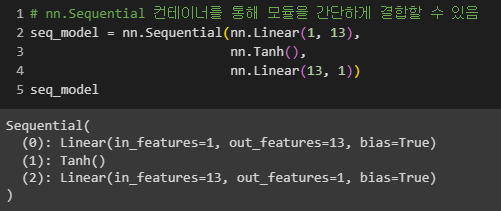 1 # nn.Sequential 컨테이너를 통해 모듈을 간단하게 결합할 수 있음
2 seq_model = nn.Sequential(nn.Linear(1, 13),
3                           nn.Tanh(),
4                           nn.Linear(13, 1))
5 seq_model
Sequential(
  (0): Linear(in_features=1, out_features=13, bias=True)
  (1): Tanh()
  (2): Linear(in_features=13, out_features=1, bias=True)
)